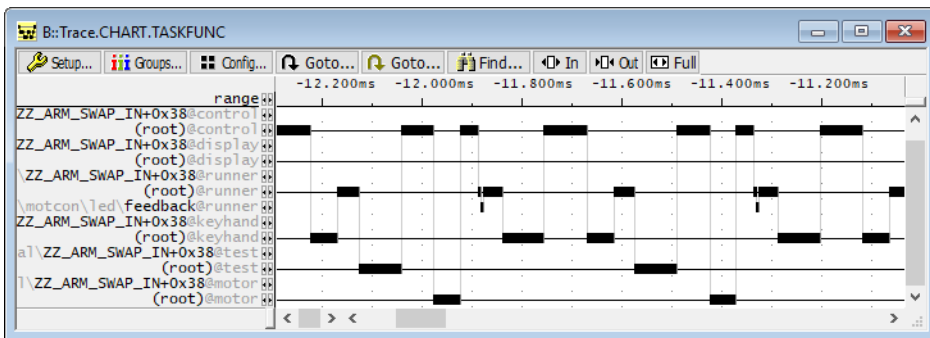 B::Trace.CHART.TASKFUNC
Setup... Groups... Config... Goto... Goto... Find... In Out Full
-12.200ms -12.000ms -11.800ms -11.600ms -11.400ms -11.200ms
range
ZZ_ARM_SWAP_IN+0x38@control
(root)@control
ZZ_ARM_SWAP_IN+0x38@display
(root)@display
\ZZ_ARM_SWAP_IN+0x38@runner
(root)@runner
\motcon\led\feedback@runner
ZZ_ARM_SWAP_IN+0x38@keyhand
(root)@keyhand
al\ZZ_ARM_SWAP_IN+0x38@test
(root)@test
l\ZZ_ARM_SWAP_IN+0x38@motor
(root)@motor